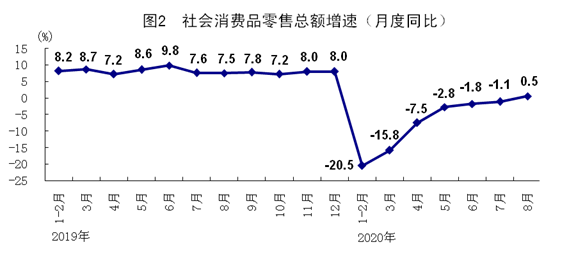 图2 社会消费品零售总额增速（月度同比）
(%)
15
10
5
0
-5
-10
-15
-20
-25
8.2 8.7 7.2 8.6 9.8 7.6 7.5 7.8 7.2 8.0 8.0
-20.5 -15.8 -7.5 -2.8 -1.8 -1.1 0.5
1-2月 3月 4月 5月 6月 7月 8月 9月 10月 11月 12月 1-2月 3月 4月 5月 6月 7月 8月
2019年 2020年